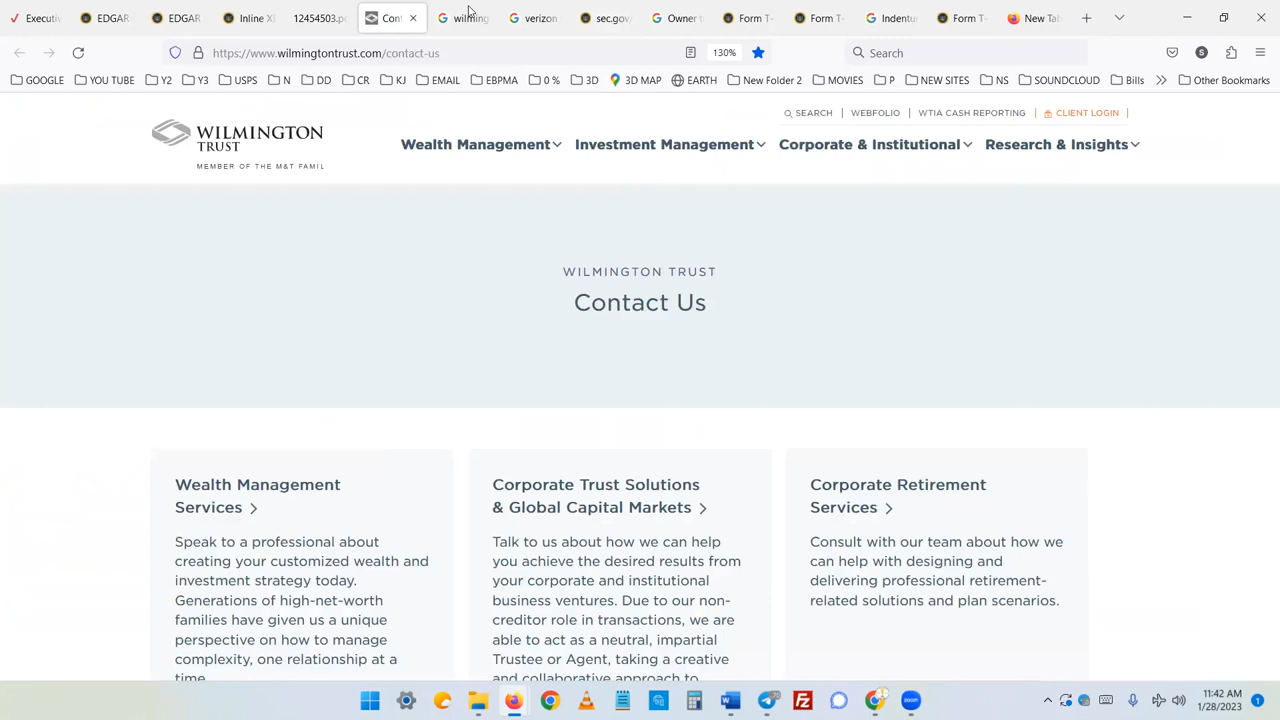 Executiv
EDGAR
EDGAR
Inline XI
12454503.p
Con
wilming
verizon
sec.gov/
Owner t
Form T-
Form T-
Indentu
Form T-
New Tab
https://www.wilmingtontrust.com/contact-us
130%
Search
S
GOOGLE
YOU TUBE
Y2
Y3
USPS
N
DD
CR
KJ
EMAIL
EBPMA
0 %
3D
3D MAP
EARTH
New Folder 2
MOVIES
P
NEW SITES
NS
SOUNDCLOUD
Bills
Other Bookmarks
SEARCH
WEBFOLIO
WTIA CASH REPORTING
CLIENT LOGIN
WILMINGTON
TRUST
MEMBER OF THE M&T FAMIL
Wealth Management
Investment Management
Corporate & Institutional
Research & Insights
WILMINGTON TRUST
Contact Us
Wealth Management
Services >
Speak to a professional about
creating your customized wealth and
investment strategy today.
Generations of high-net-worth
families have given us a unique
perspective on how to manage
complexity, one relationship at a
time.
Corporate Trust Solutions
& Global Capital Markets >
Talk to us about how we can help
you achieve the desired results from
your corporate and institutional
business ventures. Due to our non-
creditor role in transactions, we are
able to act as a neutral, impartial
Trustee or Agent, taking a creative
and collaborative approach to
Corporate Retirement
Services >
Consult with our team about how we
can help with designing and
delivering professional retirement-
related solutions and plan scenarios.
11:42 AM
1/28/2023
1